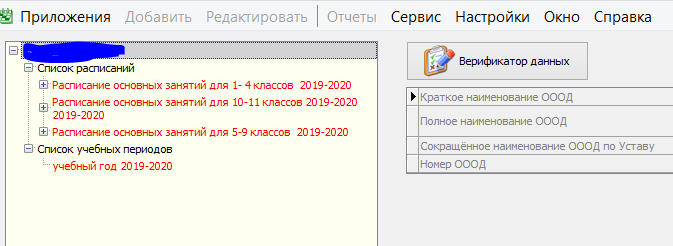 Приложения Добавить Редактировать Отчеты Сервис Настройки Окно Справка
Список расписаний
Расписание основных занятий для 1- 4 классов 2019-2020
Расписание основных занятий для 10-11 классов 2019-2020
2019-2020
Расписание основных занятий для 5-9 классов 2019-2020
Список учебных периодов
учебный год 2019-2020
Верификатор данных
Краткое наименование ОООД
Полное наименование ОООД
Сокращённое наименование ОООД по Уставу
Номер ОООД